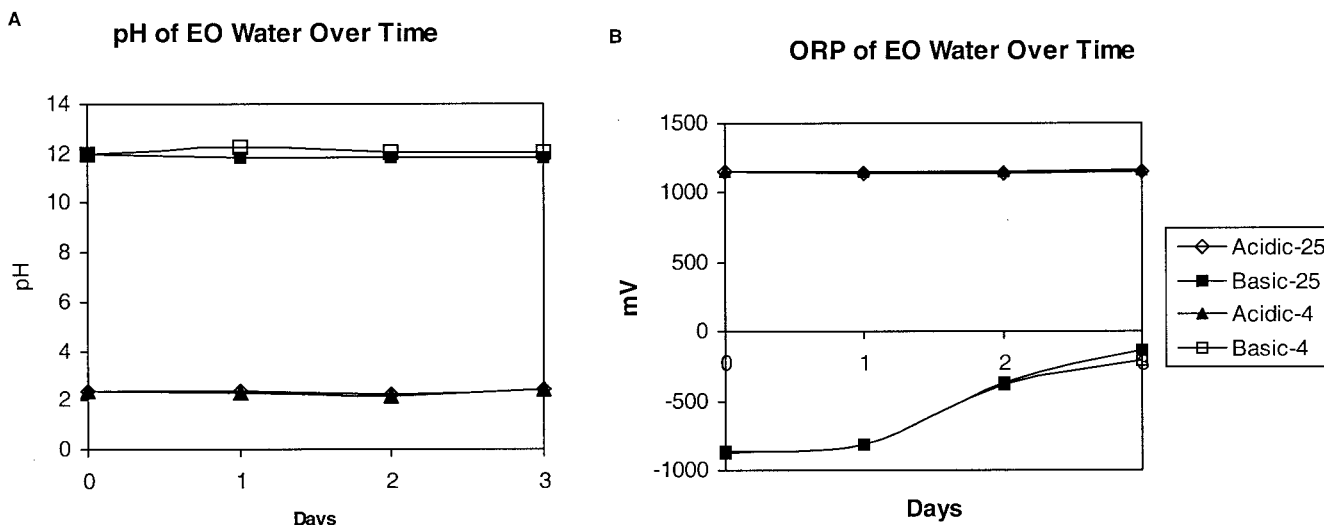 A
pH of EO Water Over Time
14
12
10
8
6
4
2
0
pH
0 1 2 3
Days
B
ORP of EO Water Over Time
1500
1000
500
0
-500
-1000
mV
0 1 2
Days
Acidic-25
Basic-25
Acidic-4
Basic-4